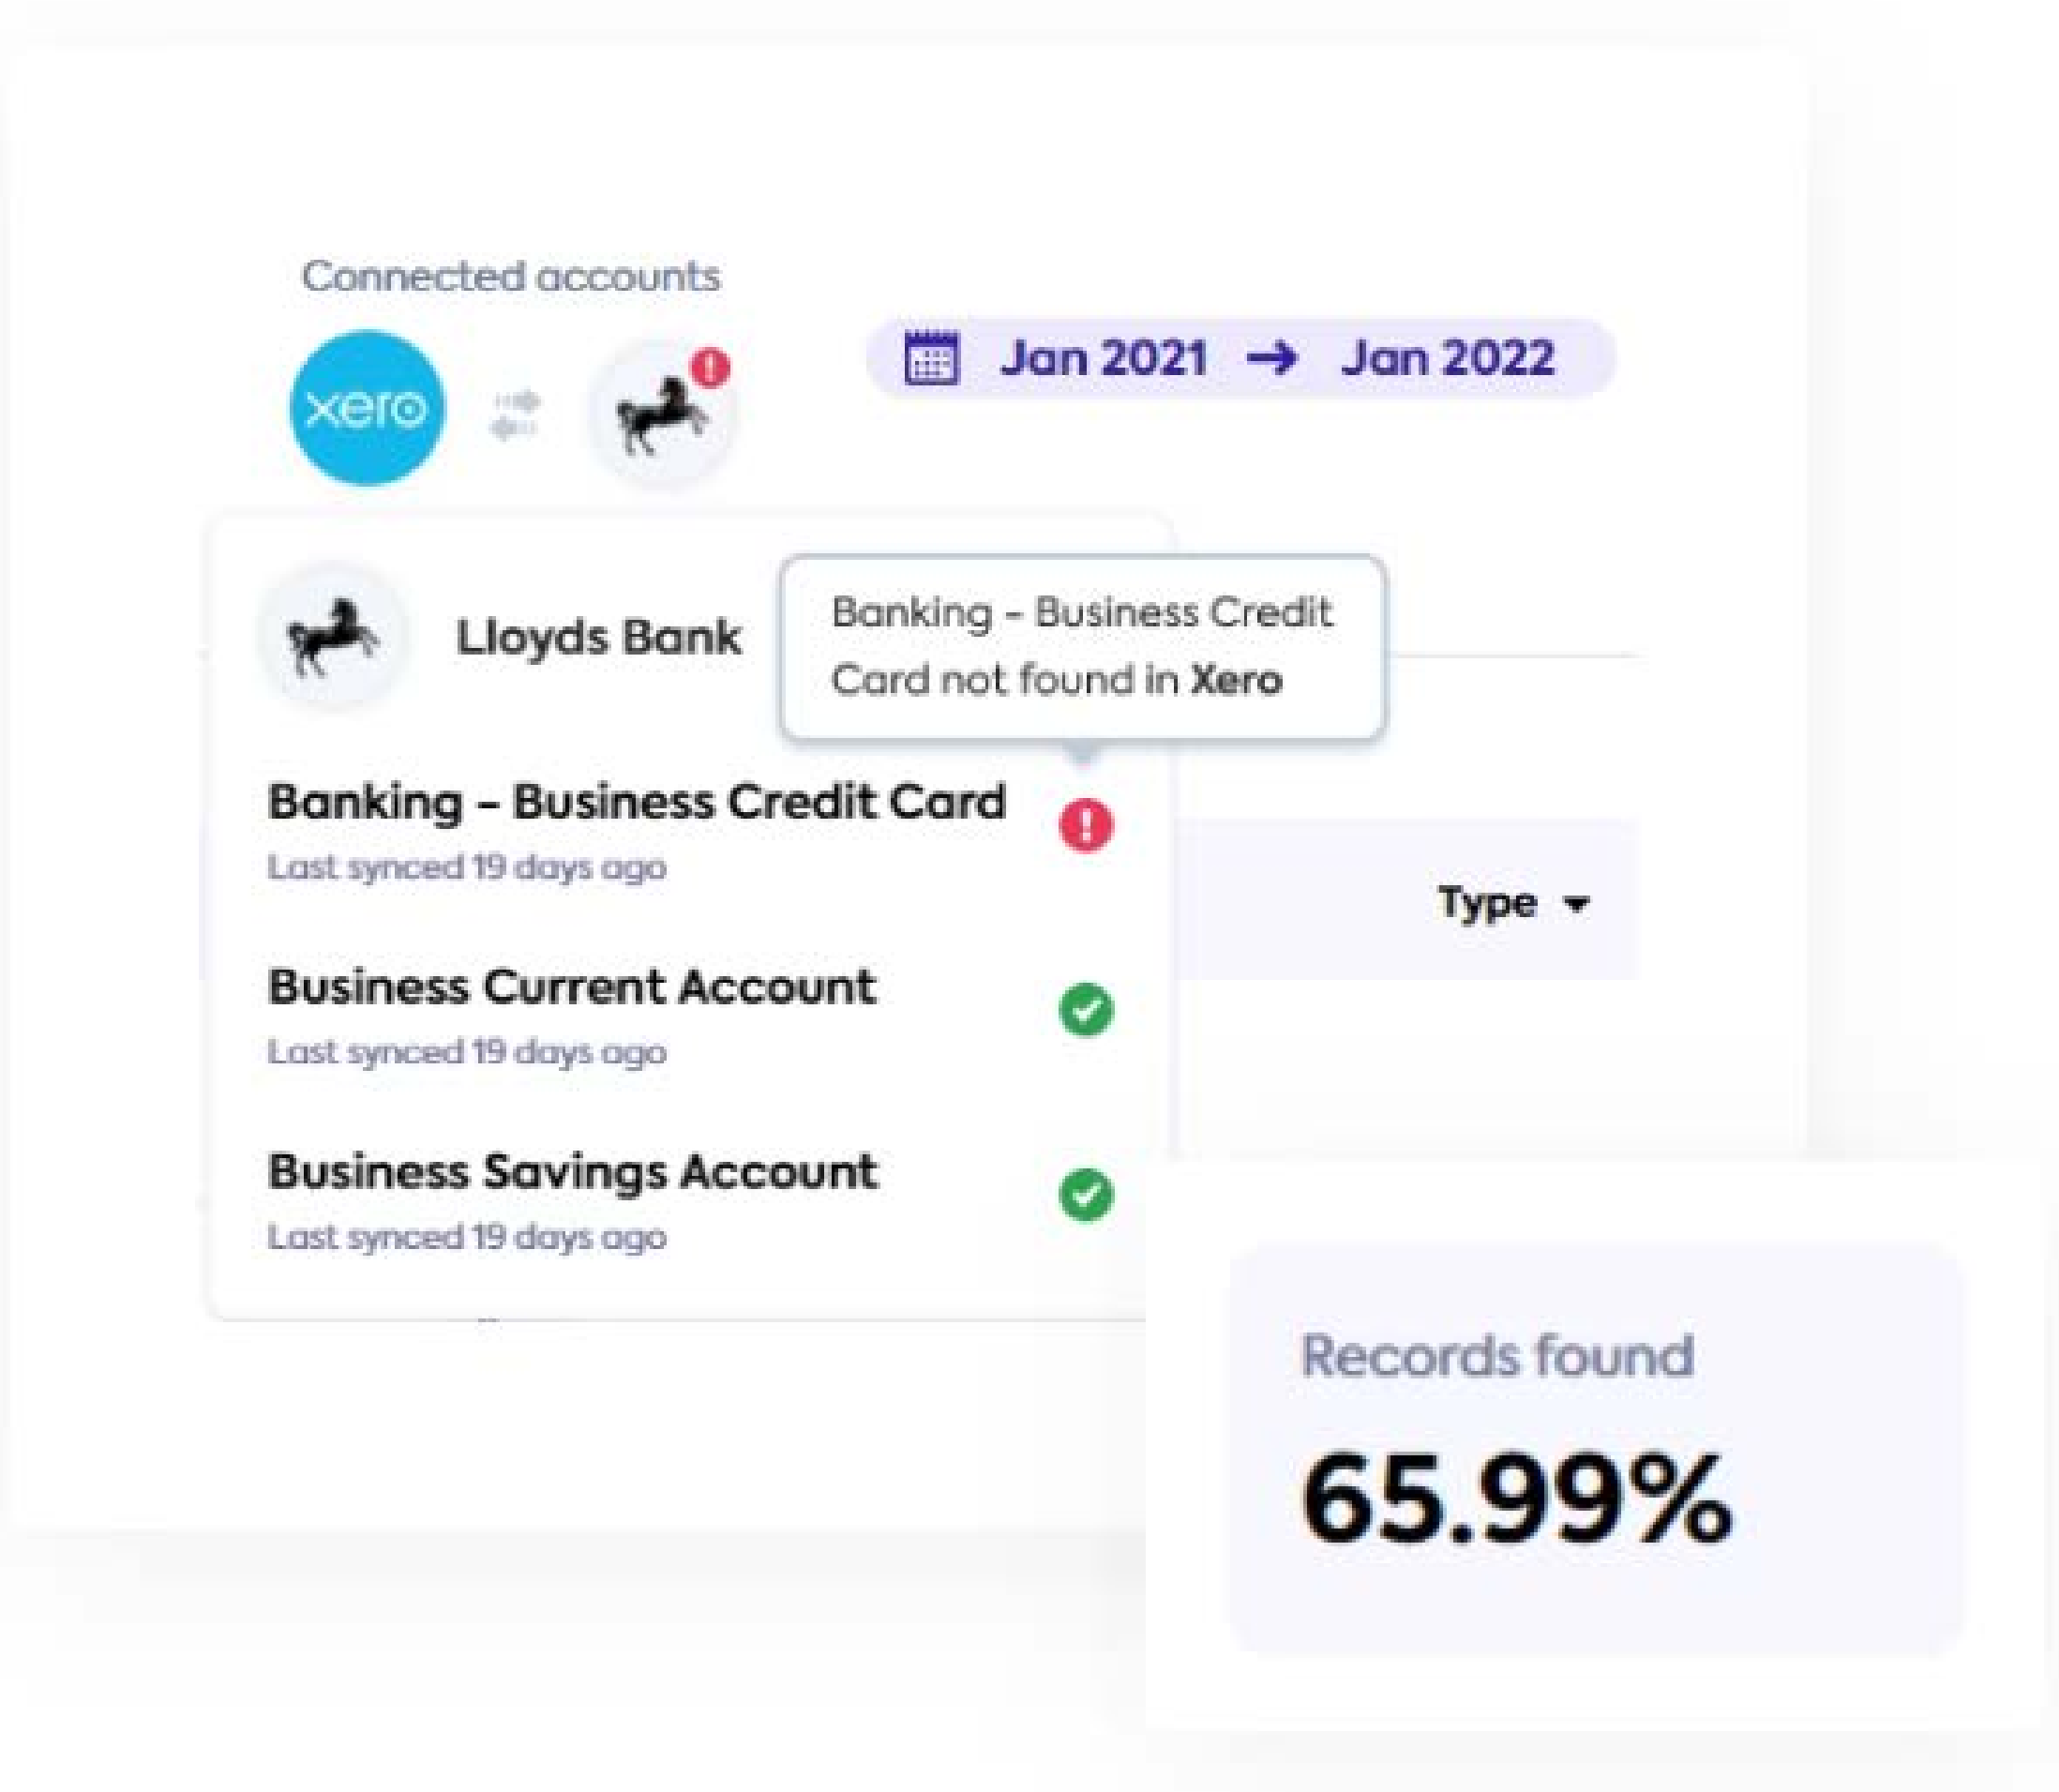 Connected accounts
xero
Jan 2021 → Jan 2022
Lloyds Bank
Banking - Business Credit
Card not found in Xero
Banking - Business Credit Card
Last synced 19 days ago
Type
Business Current Account
Last synced 19 days ago
Business Savings Account
Last synced 19 days ago
Records found
65.99%